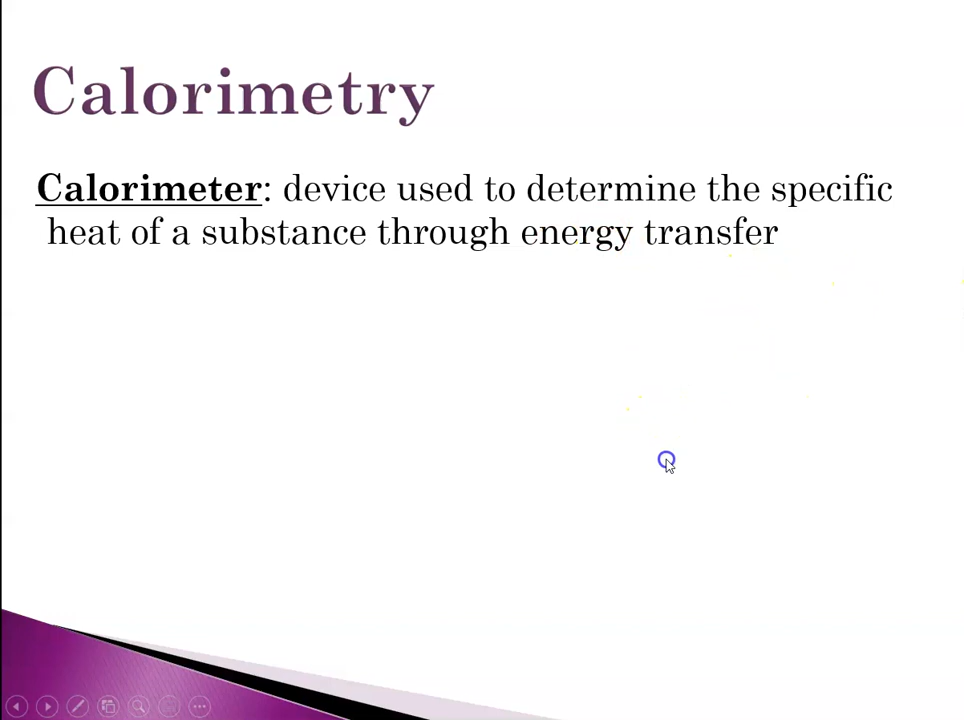 Calorimetry
Calorimeter: device used to determine the specific
heat of a substance through energy transfer